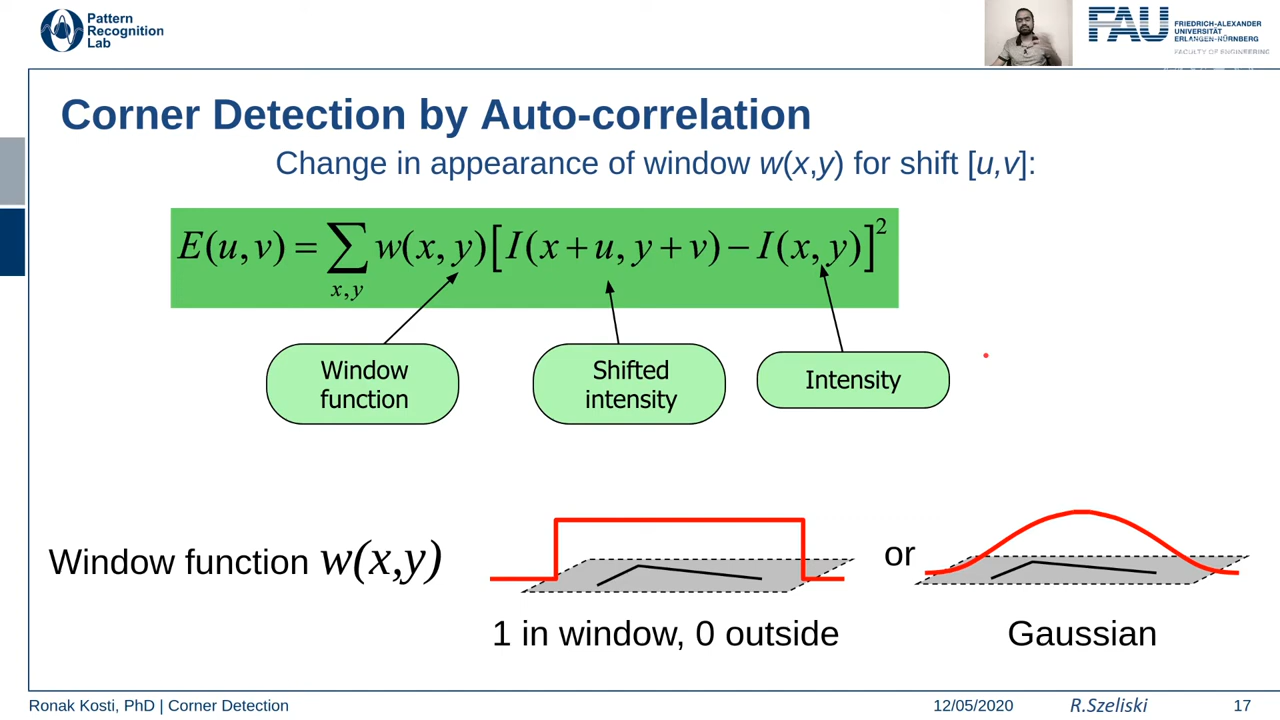 Pattern
Recognition
Lab
FAU
FRIEDRICH-ALEXANDER
UNIVERSITÄT
ERLANGEN-NÜRNBERG
FACULTY OF ENGINEERING
Corner Detection by Auto-correlation
Change in appearance of window w(x,y) for shift [u,v]:
E(u,v) = ∑ w(x,y)[I(x+u, y+v) − I(x,y)]²
x,y
Window
function
Shifted
intensity
Intensity
Window function w(x,y)
or
1 in window, 0 outside
Gaussian
Ronak Kosti, PhD | Corner Detection
12/05/2020
R.Szeliski
17